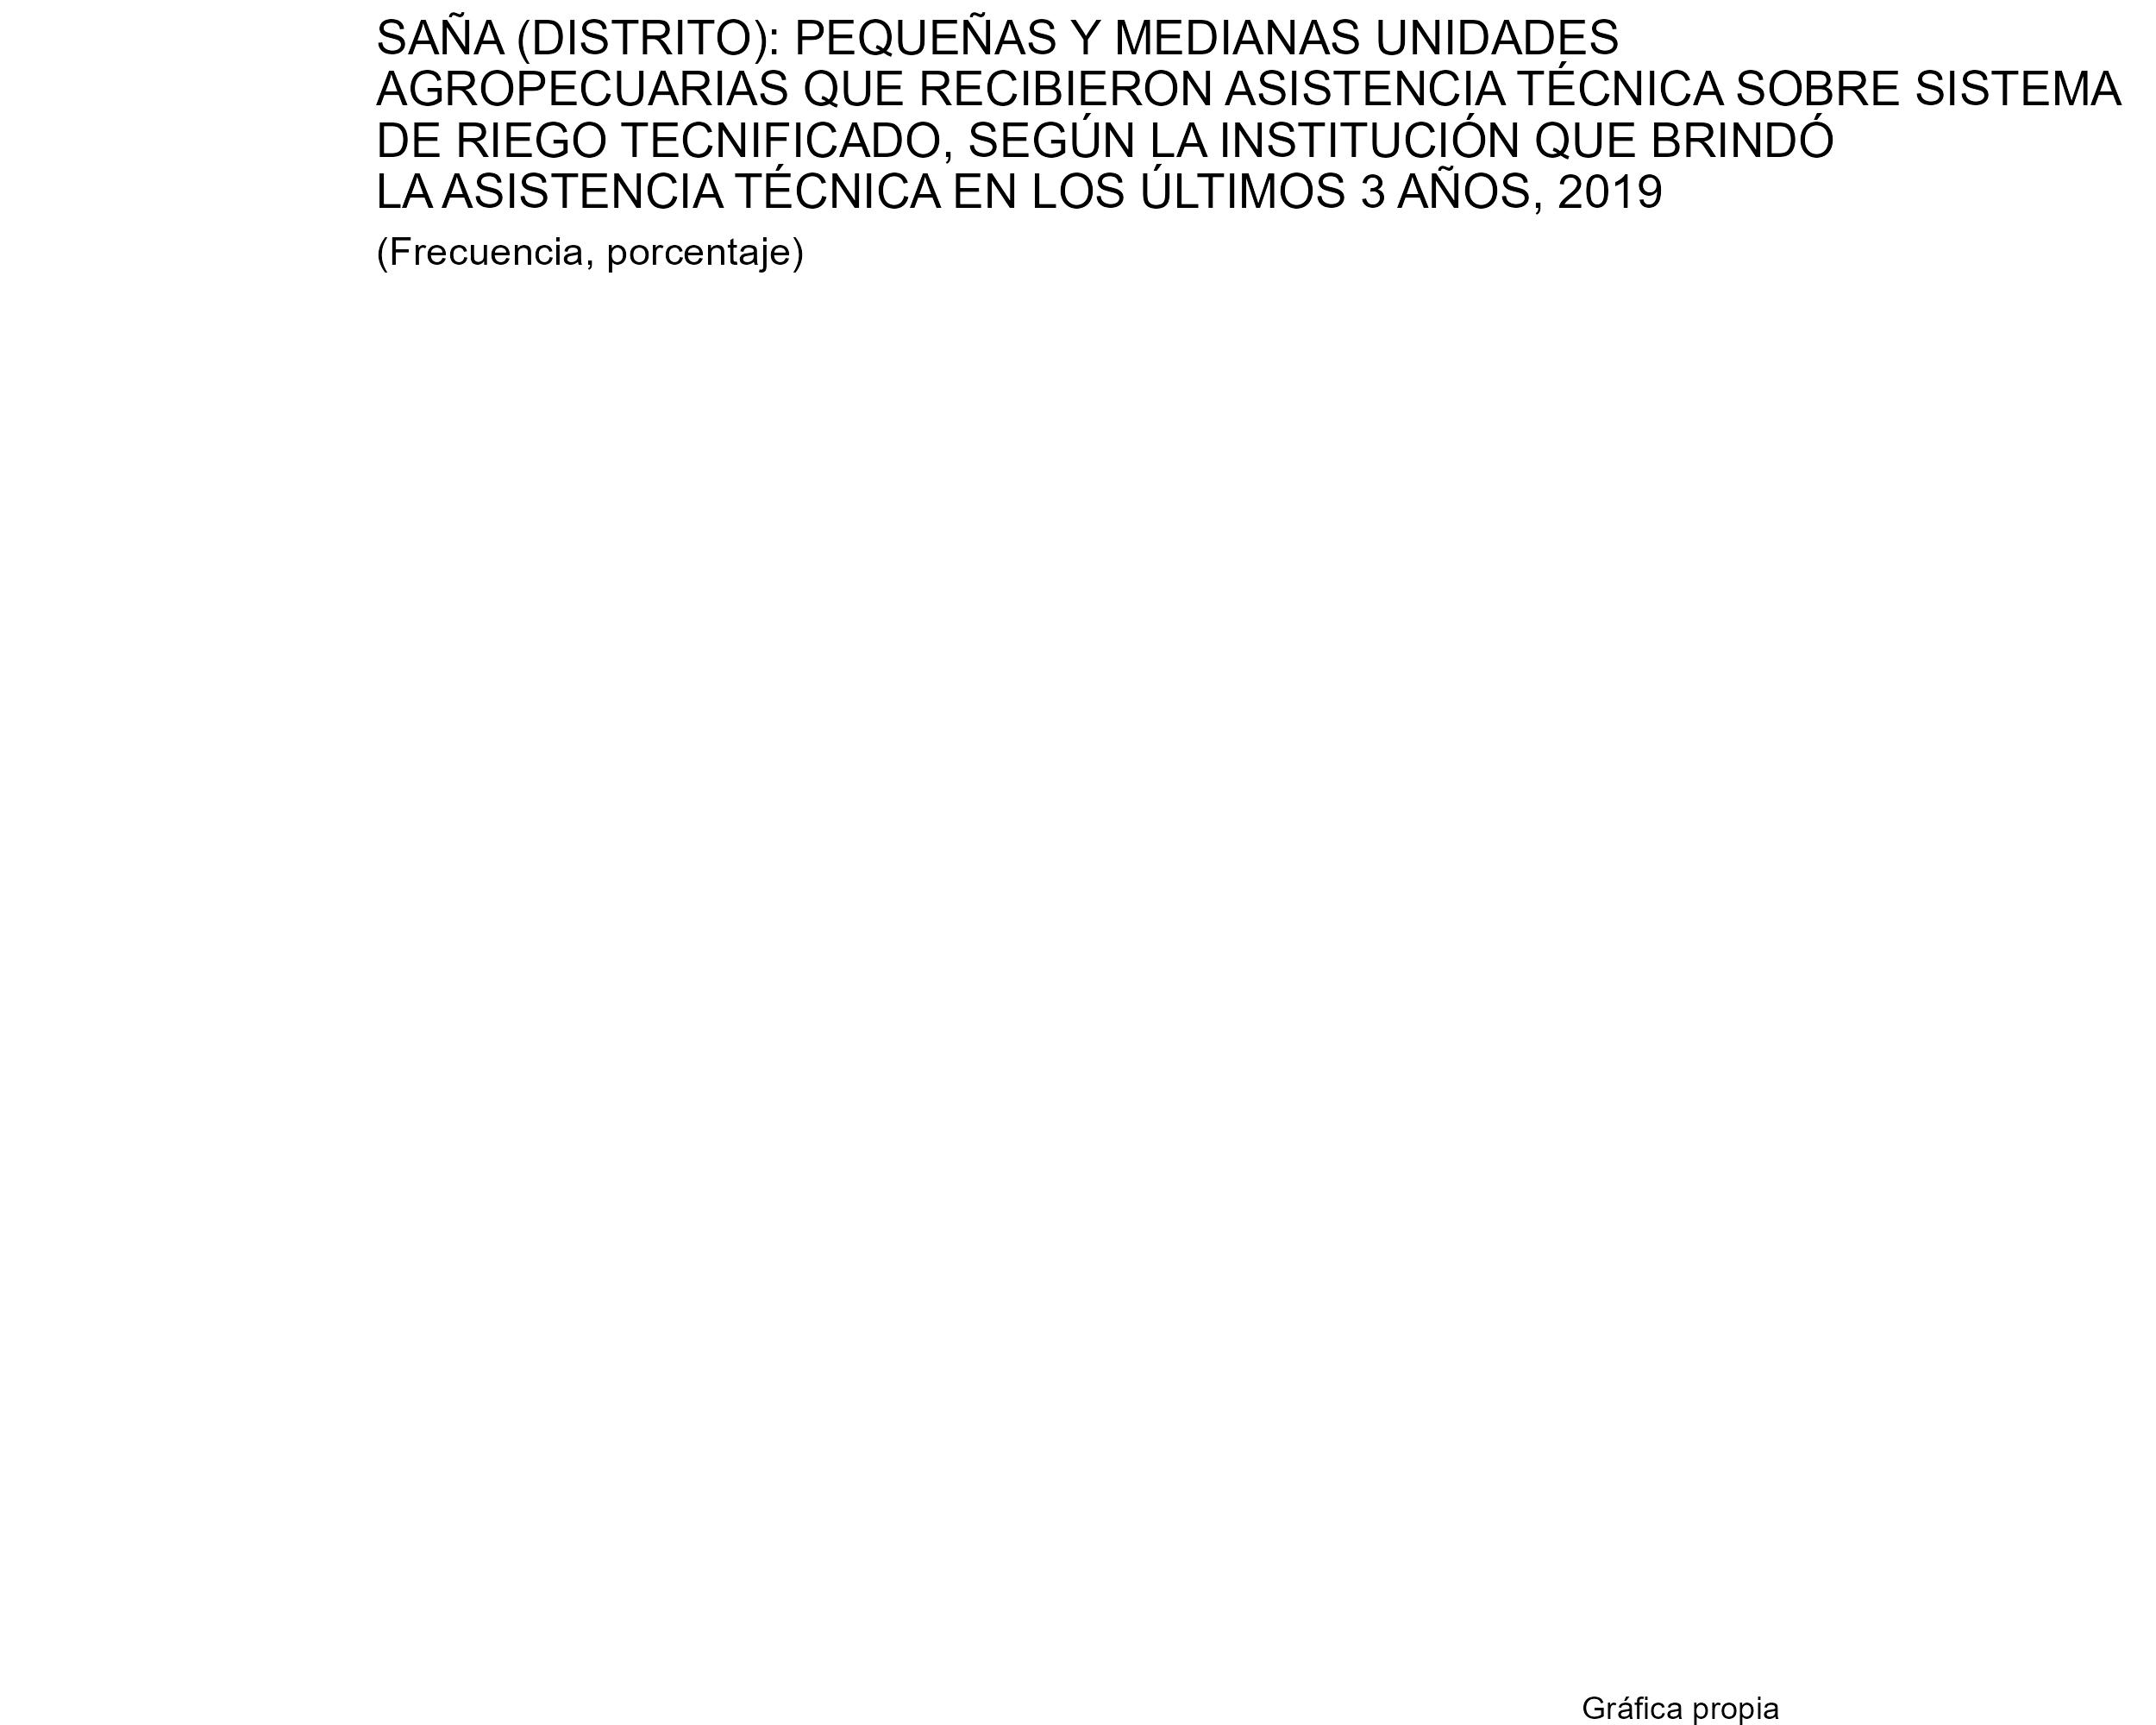 SAÑA (DISTRITO): PEQUEÑAS Y MEDIANAS UNIDADES
AGROPECUARIAS QUE RECIBIERON ASISTENCIA TÉCNICA SOBRE SISTEMA
DE RIEGO TECNIFICADO, SEGÚN LA INSTITUCIÓN QUE BRINDÓ
LA ASISTENCIA TÉCNICA EN LOS ÚLTIMOS 3 AÑOS, 2019
(Frecuencia, porcentaje)
Gráfica propia